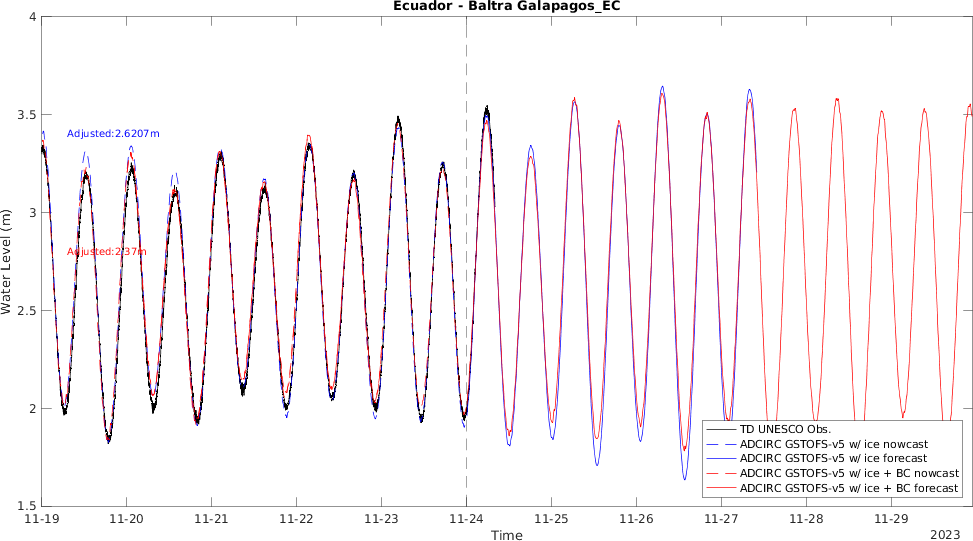 Ecuador - Baltra Galapagos_EC
4
3.5
3
2.5
2
1.5
Water Level (m)
Adjusted:2.6207m
Adjusted:2.37m
TD UNESCO Obs.
ADCIRC GSTOFS-v5 w/ ice nowcast
ADCIRC GSTOFS-v5 w/ ice forecast
ADCIRC GSTOFS-v5 w/ ice + BC nowcast
ADCIRC GSTOFS-v5 w/ ice + BC forecast
11-19 11-20 11-21 11-22 11-23 11-24 11-25 11-26 11-27 11-28 11-29
Time
2023